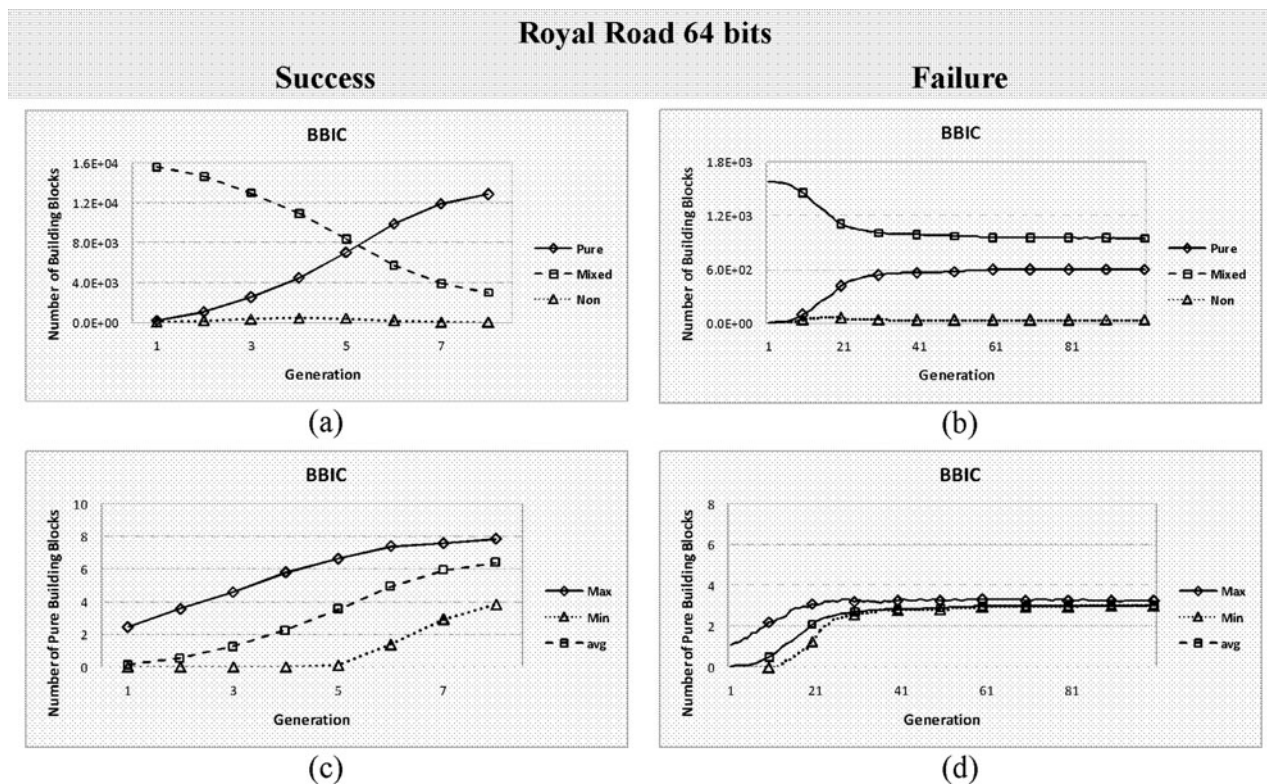 Royal Road 64 bits
Success
Failure
BBIC
Number of Building Blocks
1.6E+04
1.2E+04
8.0E+03
4.0E+03
0.0E+00
1 3 5 7
Generation
Pure
Mixed
Non
(a)
BBIC
Number of Building Blocks
1.8E+03
1.2E+03
6.0E+02
0.0E+00
1 21 41 61 81
Generation
Pure
Mixed
Non
(b)
BBIC
Number of Pure Building Blocks
10
8
6
4
2
0
1 3 5 7
Generation
Max
Min
avg
(c)
BBIC
Number of Pure Building Blocks
8
6
4
2
0
1 21 41 61 81
Generation
Max
Min
avg
(d)